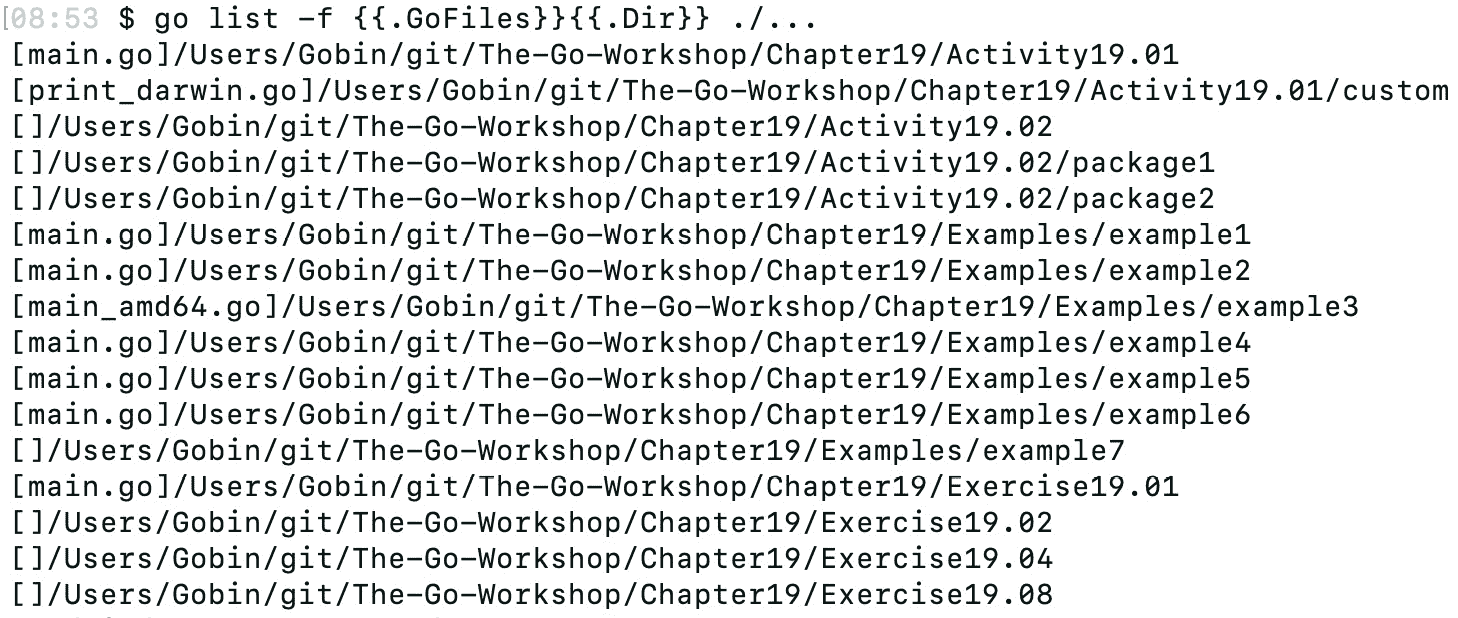 [08:53 $ go list -f {{.GoFiles}}{{.Dir}} ./...
[main.go]/Users/Gobin/git/The-Go-Workshop/Chapter19/Activity19.01
[print_darwin.go]/Users/Gobin/git/The-Go-Workshop/Chapter19/Activity19.01/custom
[]/Users/Gobin/git/The-Go-Workshop/Chapter19/Activity19.02
[]/Users/Gobin/git/The-Go-Workshop/Chapter19/Activity19.02/package1
[]/Users/Gobin/git/The-Go-Workshop/Chapter19/Activity19.02/package2
[main.go]/Users/Gobin/git/The-Go-Workshop/Chapter19/Examples/example1
[main.go]/Users/Gobin/git/The-Go-Workshop/Chapter19/Examples/example2
[main_amd64.go]/Users/Gobin/git/The-Go-Workshop/Chapter19/Examples/example3
[main.go]/Users/Gobin/git/The-Go-Workshop/Chapter19/Examples/example4
[main.go]/Users/Gobin/git/The-Go-Workshop/Chapter19/Examples/example5
[main.go]/Users/Gobin/git/The-Go-Workshop/Chapter19/Examples/example6
[]/Users/Gobin/git/The-Go-Workshop/Chapter19/Examples/example7
[main.go]/Users/Gobin/git/The-Go-Workshop/Chapter19/Exercise19.01
[]/Users/Gobin/git/The-Go-Workshop/Chapter19/Exercise19.02
[]/Users/Gobin/git/The-Go-Workshop/Chapter19/Exercise19.04
[]/Users/Gobin/git/The-Go-Workshop/Chapter19/Exercise19.08